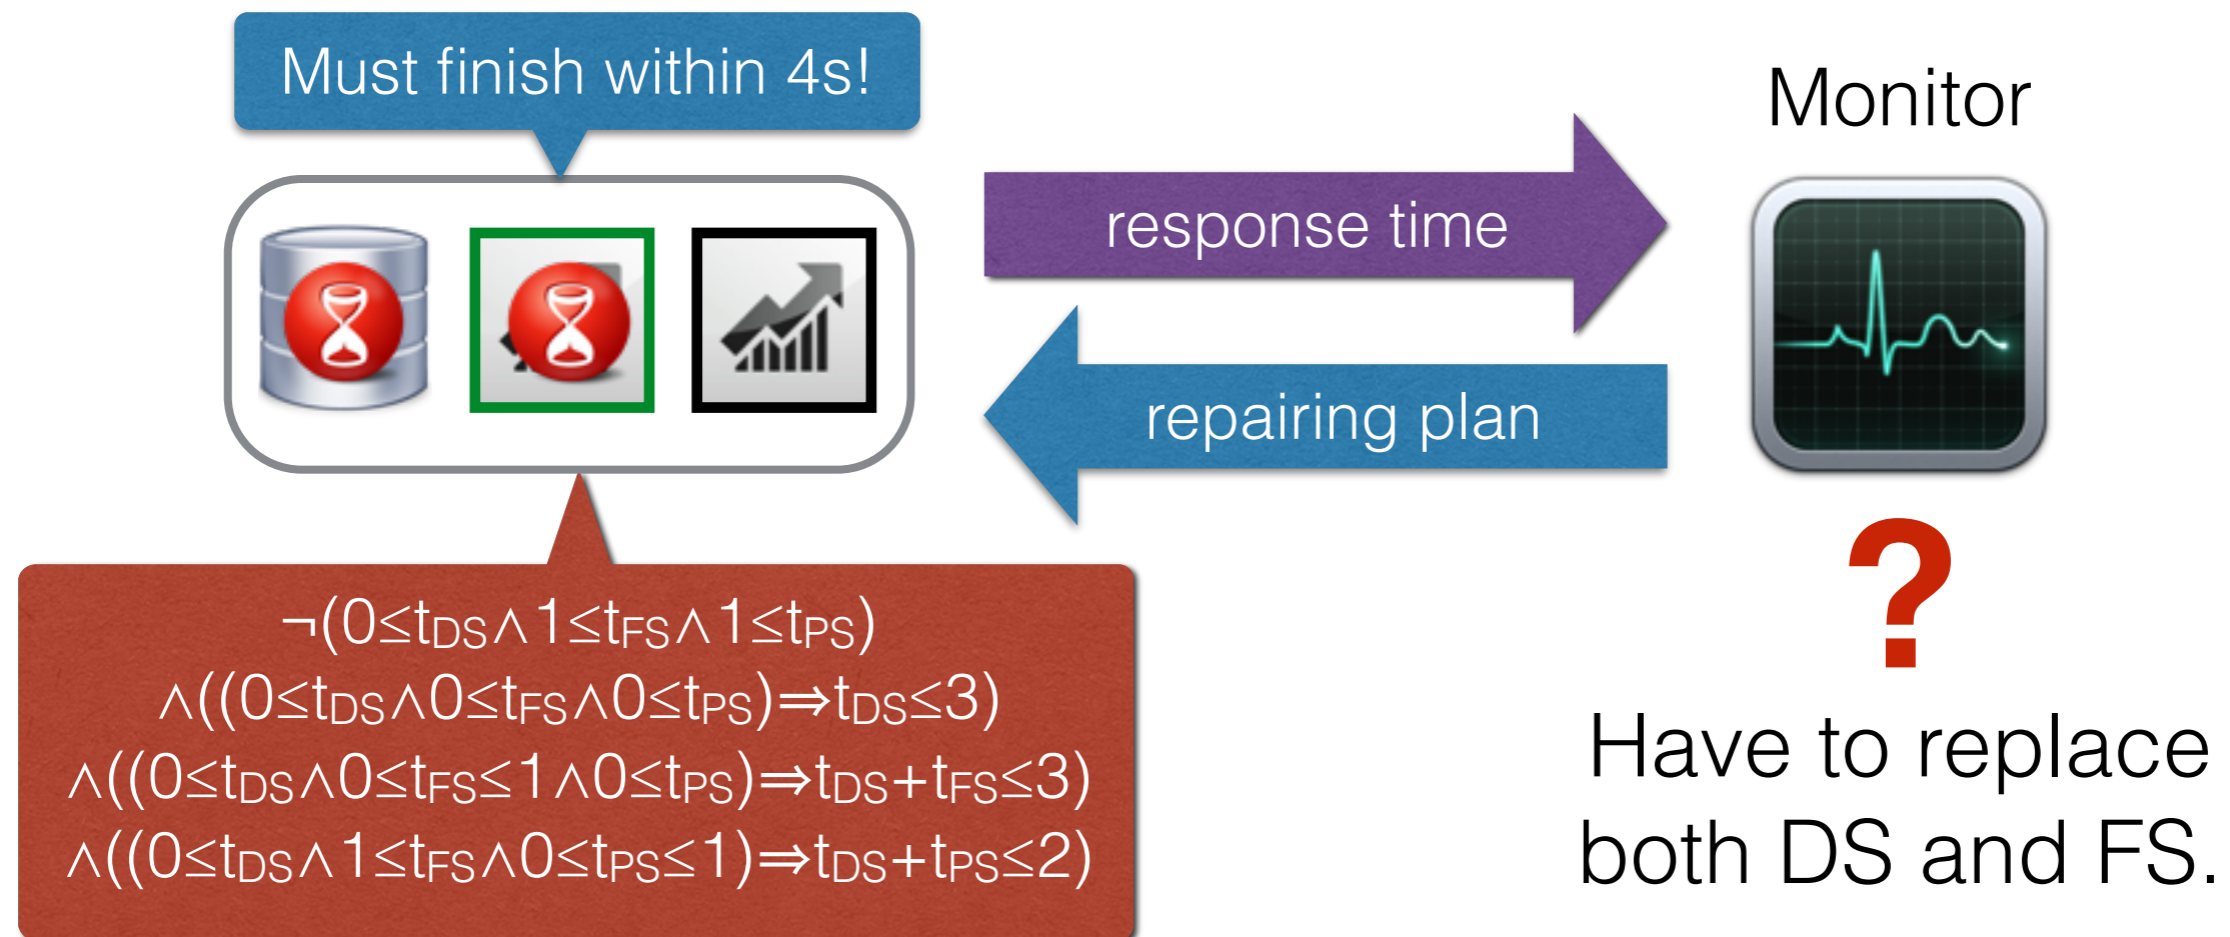 Must finish within 4s!
Monitor
response time
repairing plan
¬(0≤tDS∧1≤tFS∧1≤tPS)
∧((0≤tDS∧0≤tFS∧0≤tPS)⇒tDS≤3)
∧((0≤tDS∧0≤tFS≤1∧0≤tPS)⇒tDS+tFS≤3)
∧((0≤tDS∧1≤tFS∧0≤tPS≤1)⇒tDS+tPS≤2)
?
Have to replace
both DS and FS.